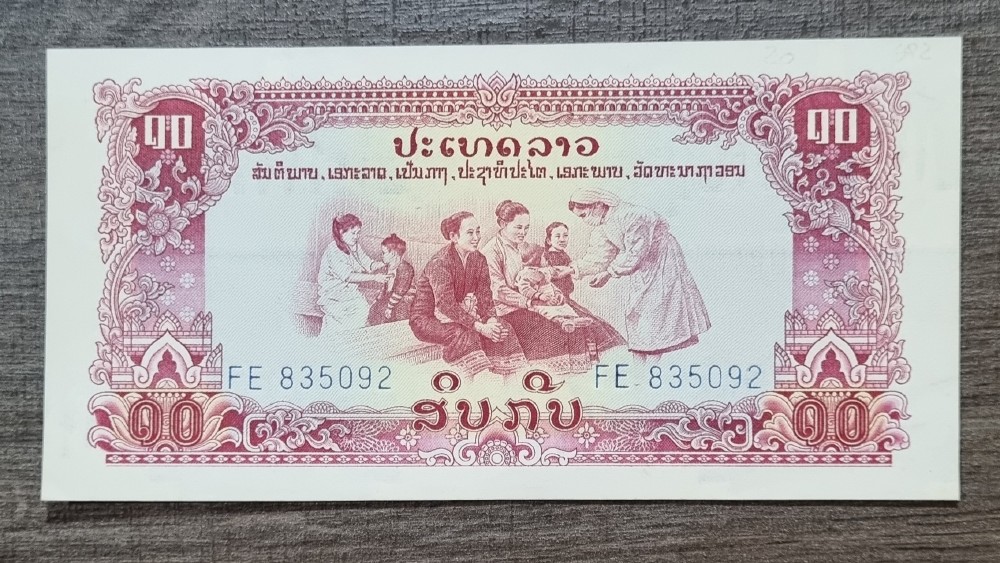 ໑໐ ໑໐
ປະເທດລາວ
ສັນຕິພາບ, ເອກະລາດ, ເປັນກາງ, ປະຊາທິປະໄຕ, ເອກະພາບ, ວັດທະນາຖາວອນ
FE 835092 FE 835092
ສິບກີບ
໑໐ ໑໐